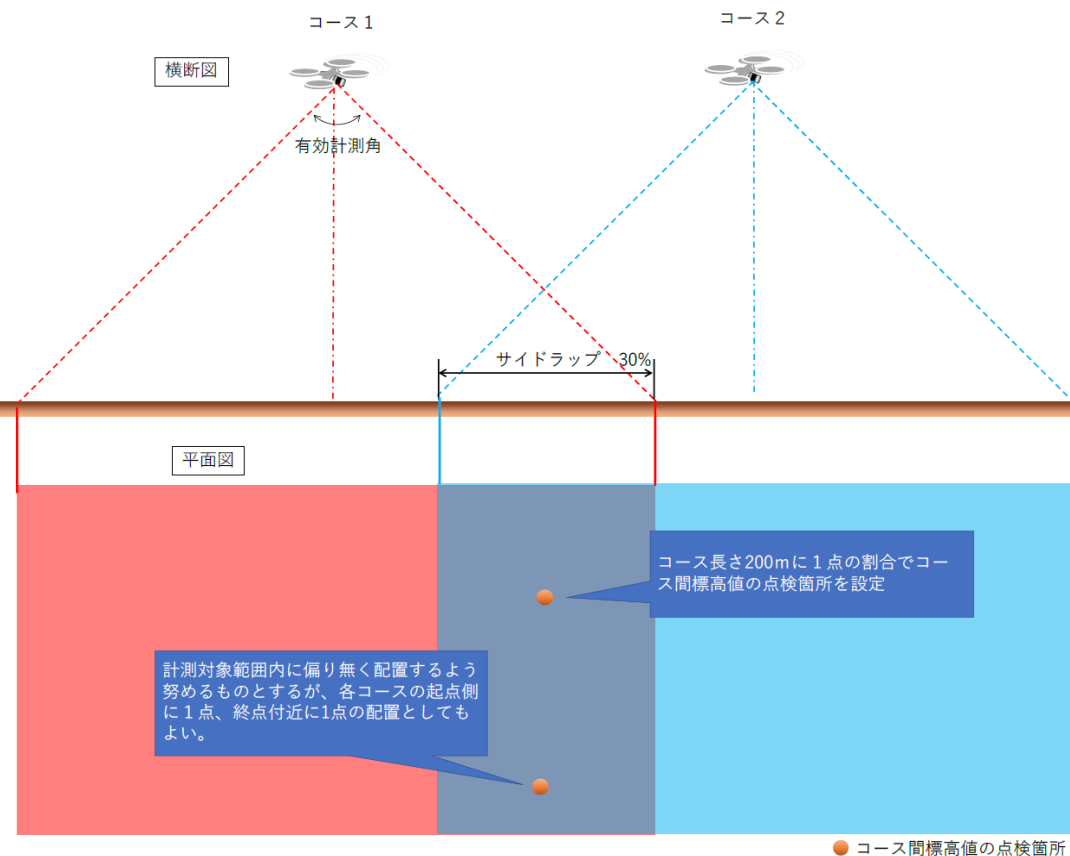 コース１
コース２
横断図
有効計測角
サイドラップ　30%
平面図
コース長さ200ｍに１点の割合でコー
ス間標高値の点検箇所を設定
計測対象範囲内に偏り無く配置するよう
努めるものとするが、各コースの起点側
に１点、終点付近に1点の配置としても
よい。
コース間標高値の点検箇所